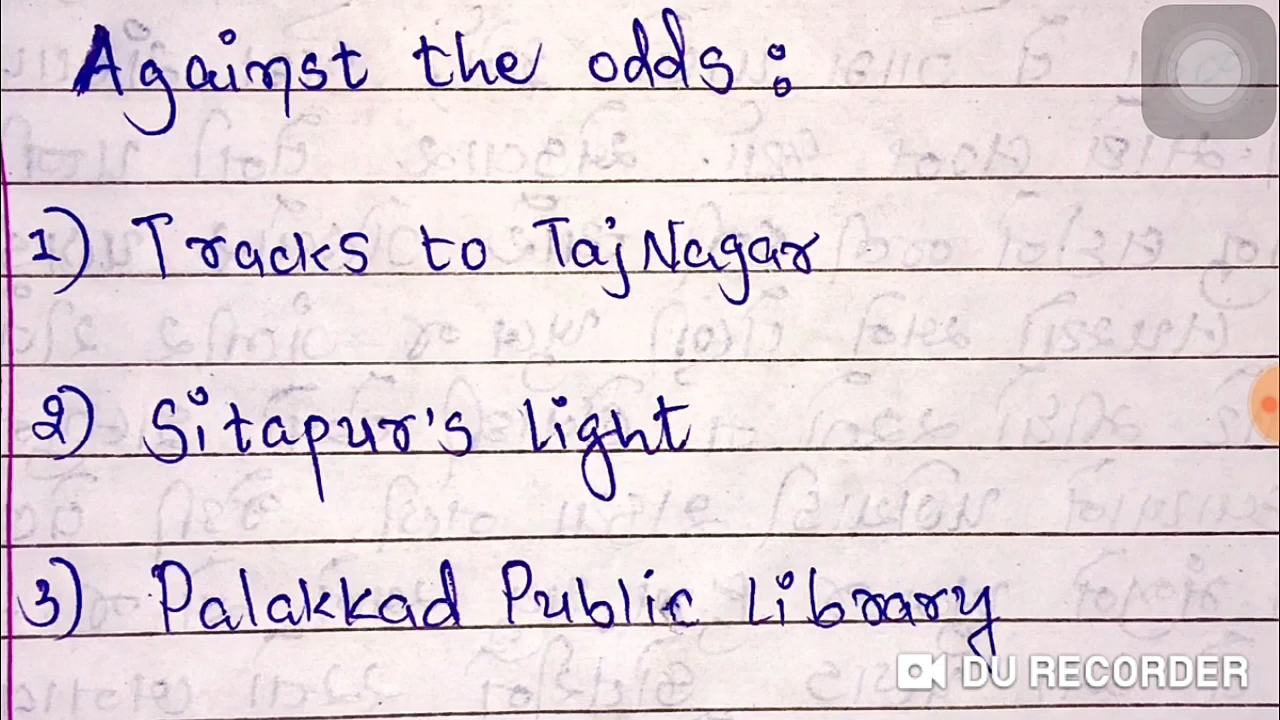 Against the odds :
1) Tracks to Taj Nagar
2) Sitapur's light
3) Palakkad Public Library
DU RECORDER